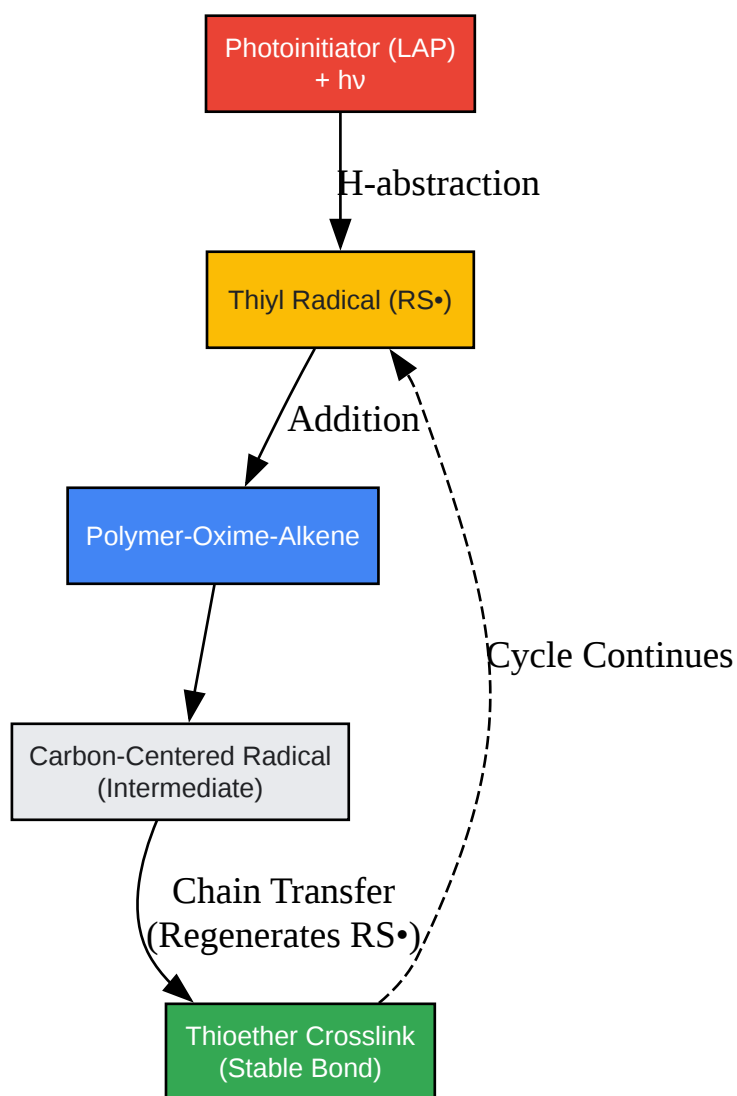 Photoinitiator (LAP)
+ hν
H-abstraction
Thiyl Radical (RS•)
Addition
Polymer-Oxime-Alkene
Cycle Continues
Carbon-Centered Radical
(Intermediate)
Chain Transfer
(Regenerates RS•)
Thioether Crosslink
(Stable Bond)